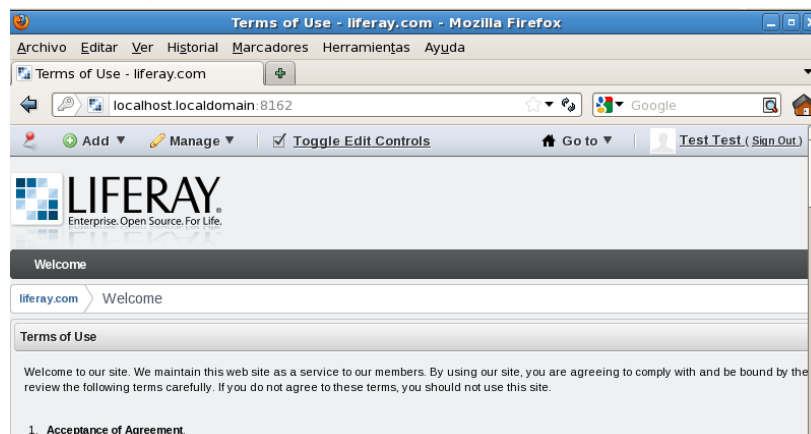 Terms of Use - liferay.com - Mozilla Firefox
Archivo Editar Ver Historial Marcadores Herramientas Ayuda
Terms of Use - liferay.com
localhost.localdomain:8162 Google
Add Manage Toggle Edit Controls Go to Test Test (Sign Out)
LIFERAY.
Enterprise. Open Source. For Life.
Welcome
liferay.com Welcome
Terms of Use
Welcome to our site. We maintain this web site as a service to our members. By using our site, you are agreeing to comply with and be bound by the
review the following terms carefully. If you do not agree to these terms, you should not use this site.
1. Acceptance of Agreement.